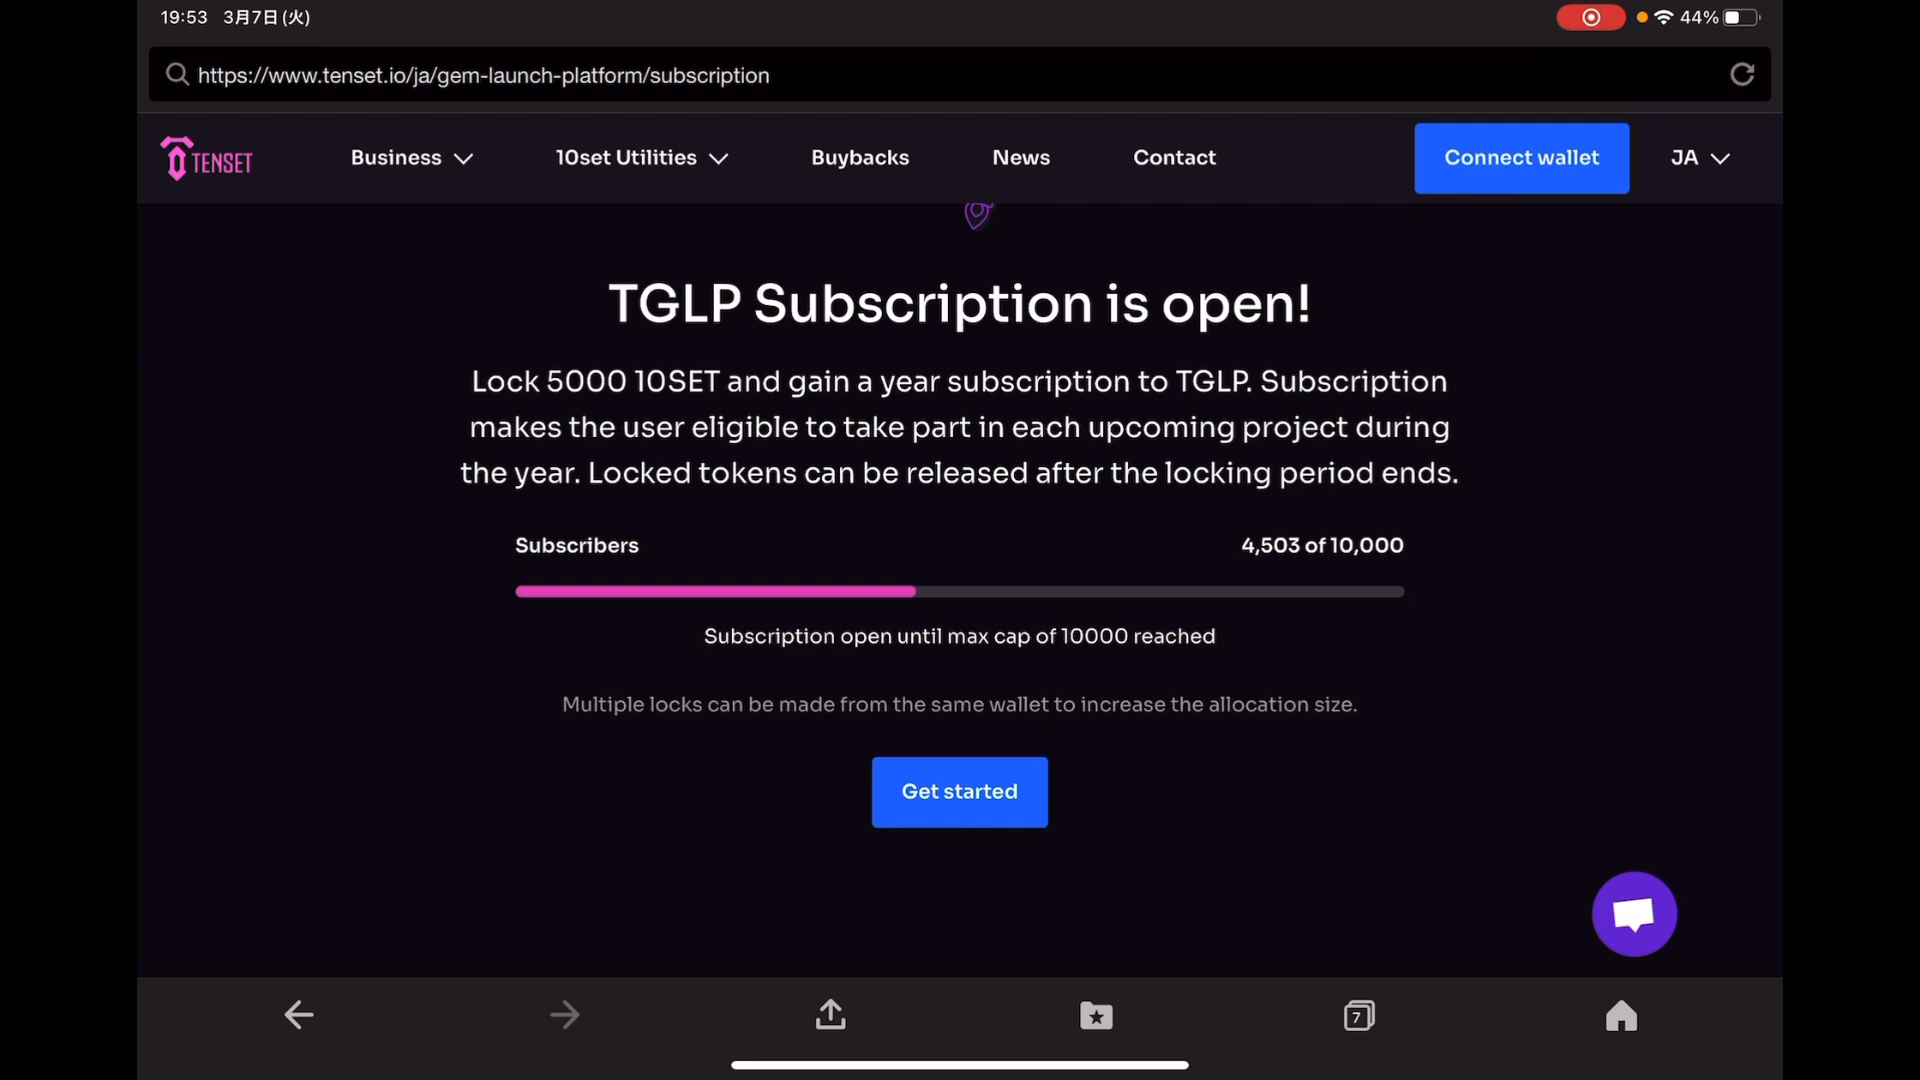 19:53 3月7日(火)
44%
https://www.tenset.io/ja/gem-launch-platform/subscription
TENSET
Business
10set Utilities
Buybacks
News
Contact
Connect wallet
JA
TGLP Subscription is open!
Lock 5000 10SET and gain a year subscription to TGLP. Subscription
makes the user eligible to take part in each upcoming project during
the year. Locked tokens can be released after the locking period ends.
Subscribers
4,503 of 10,000
Subscription open until max cap of 10000 reached
Multiple locks can be made from the same wallet to increase the allocation size.
Get started
7